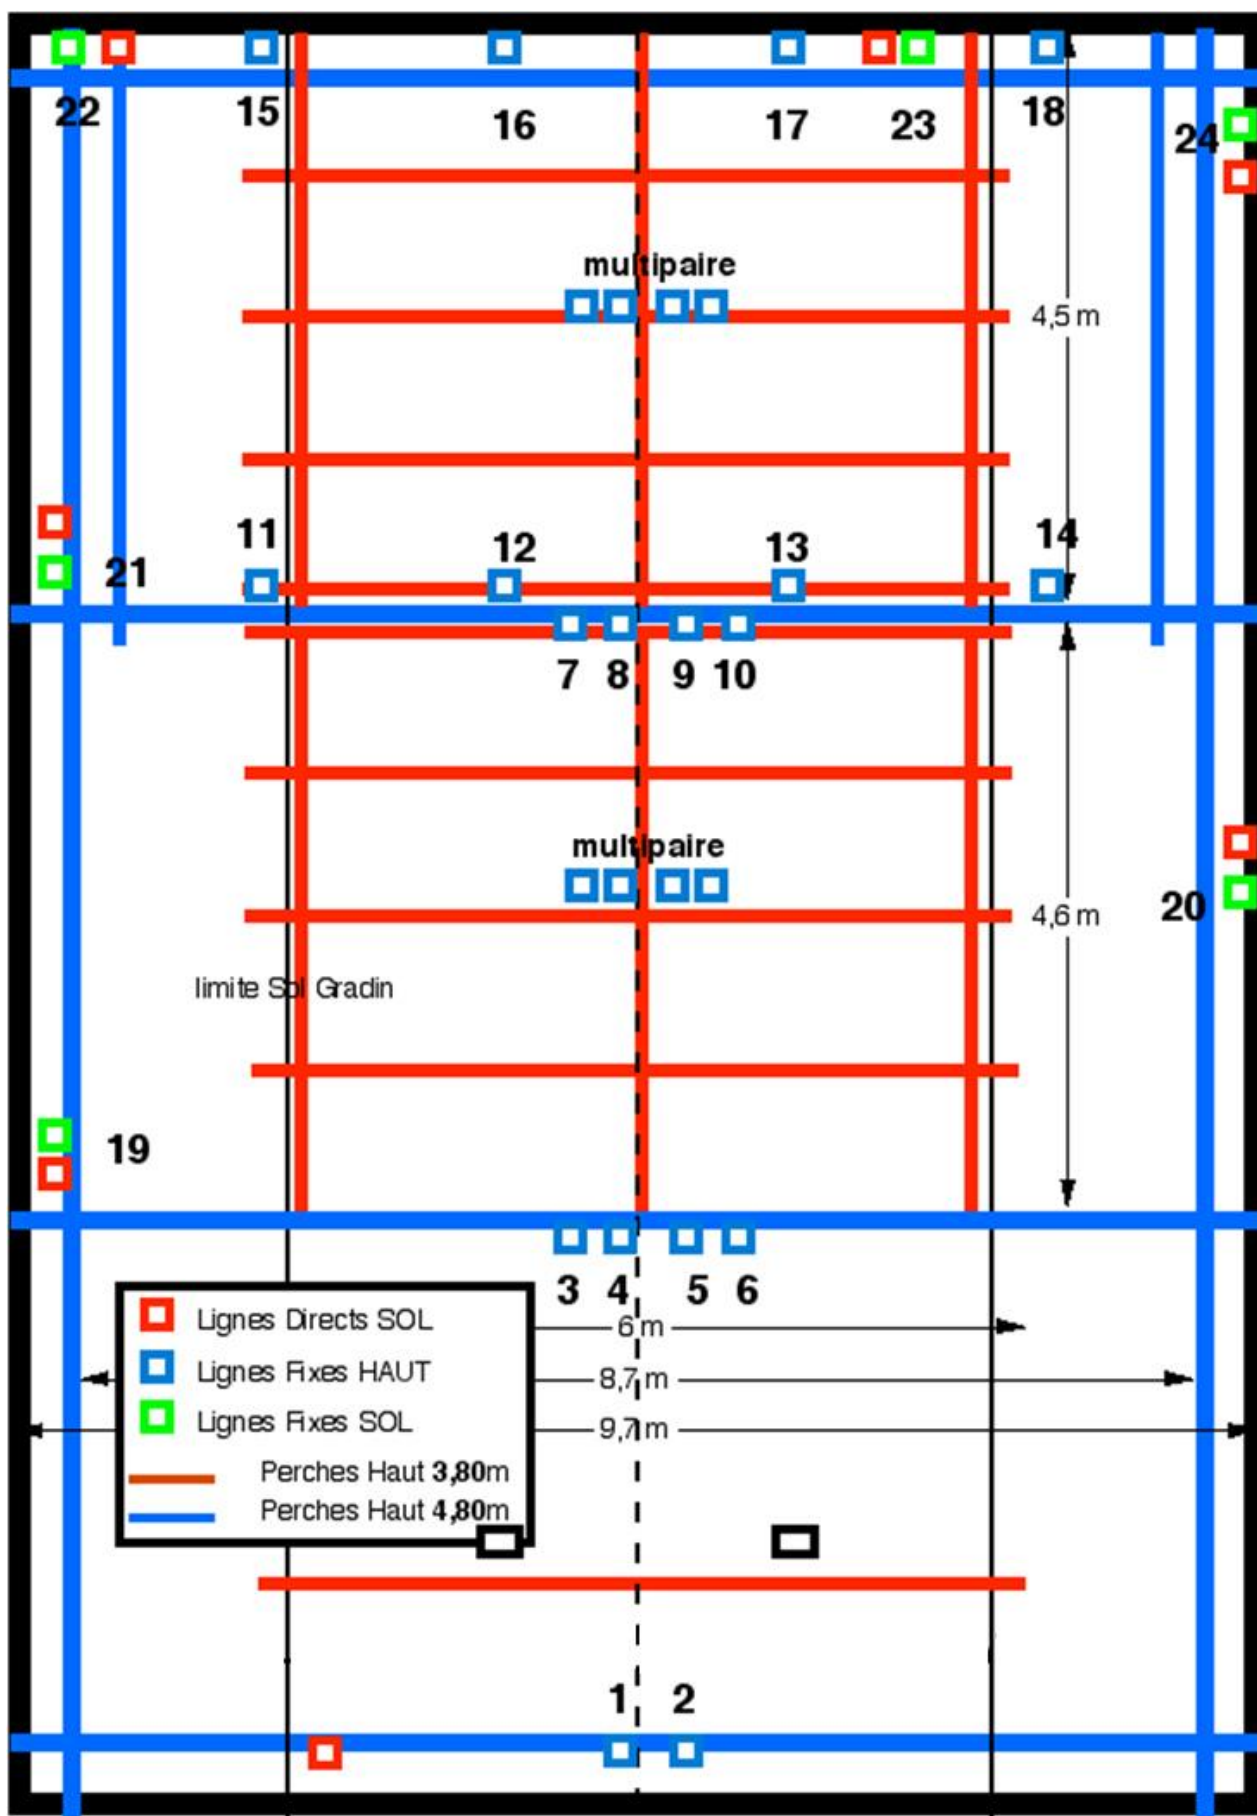 22 15 16 17 23 18 24
multipaire
4,5 m
11 12 13 14
21
7 8 9 10
multipaire
20
4,6 m
limite Sol Gradin
19
3 4 5 6
Lignes Directs SOL
6 m
Lignes Fixes HAUT
8,7 m
Lignes Fixes SOL
9,7 m
Perches Haut 3,80m
Perches Haut 4,80m
1 2